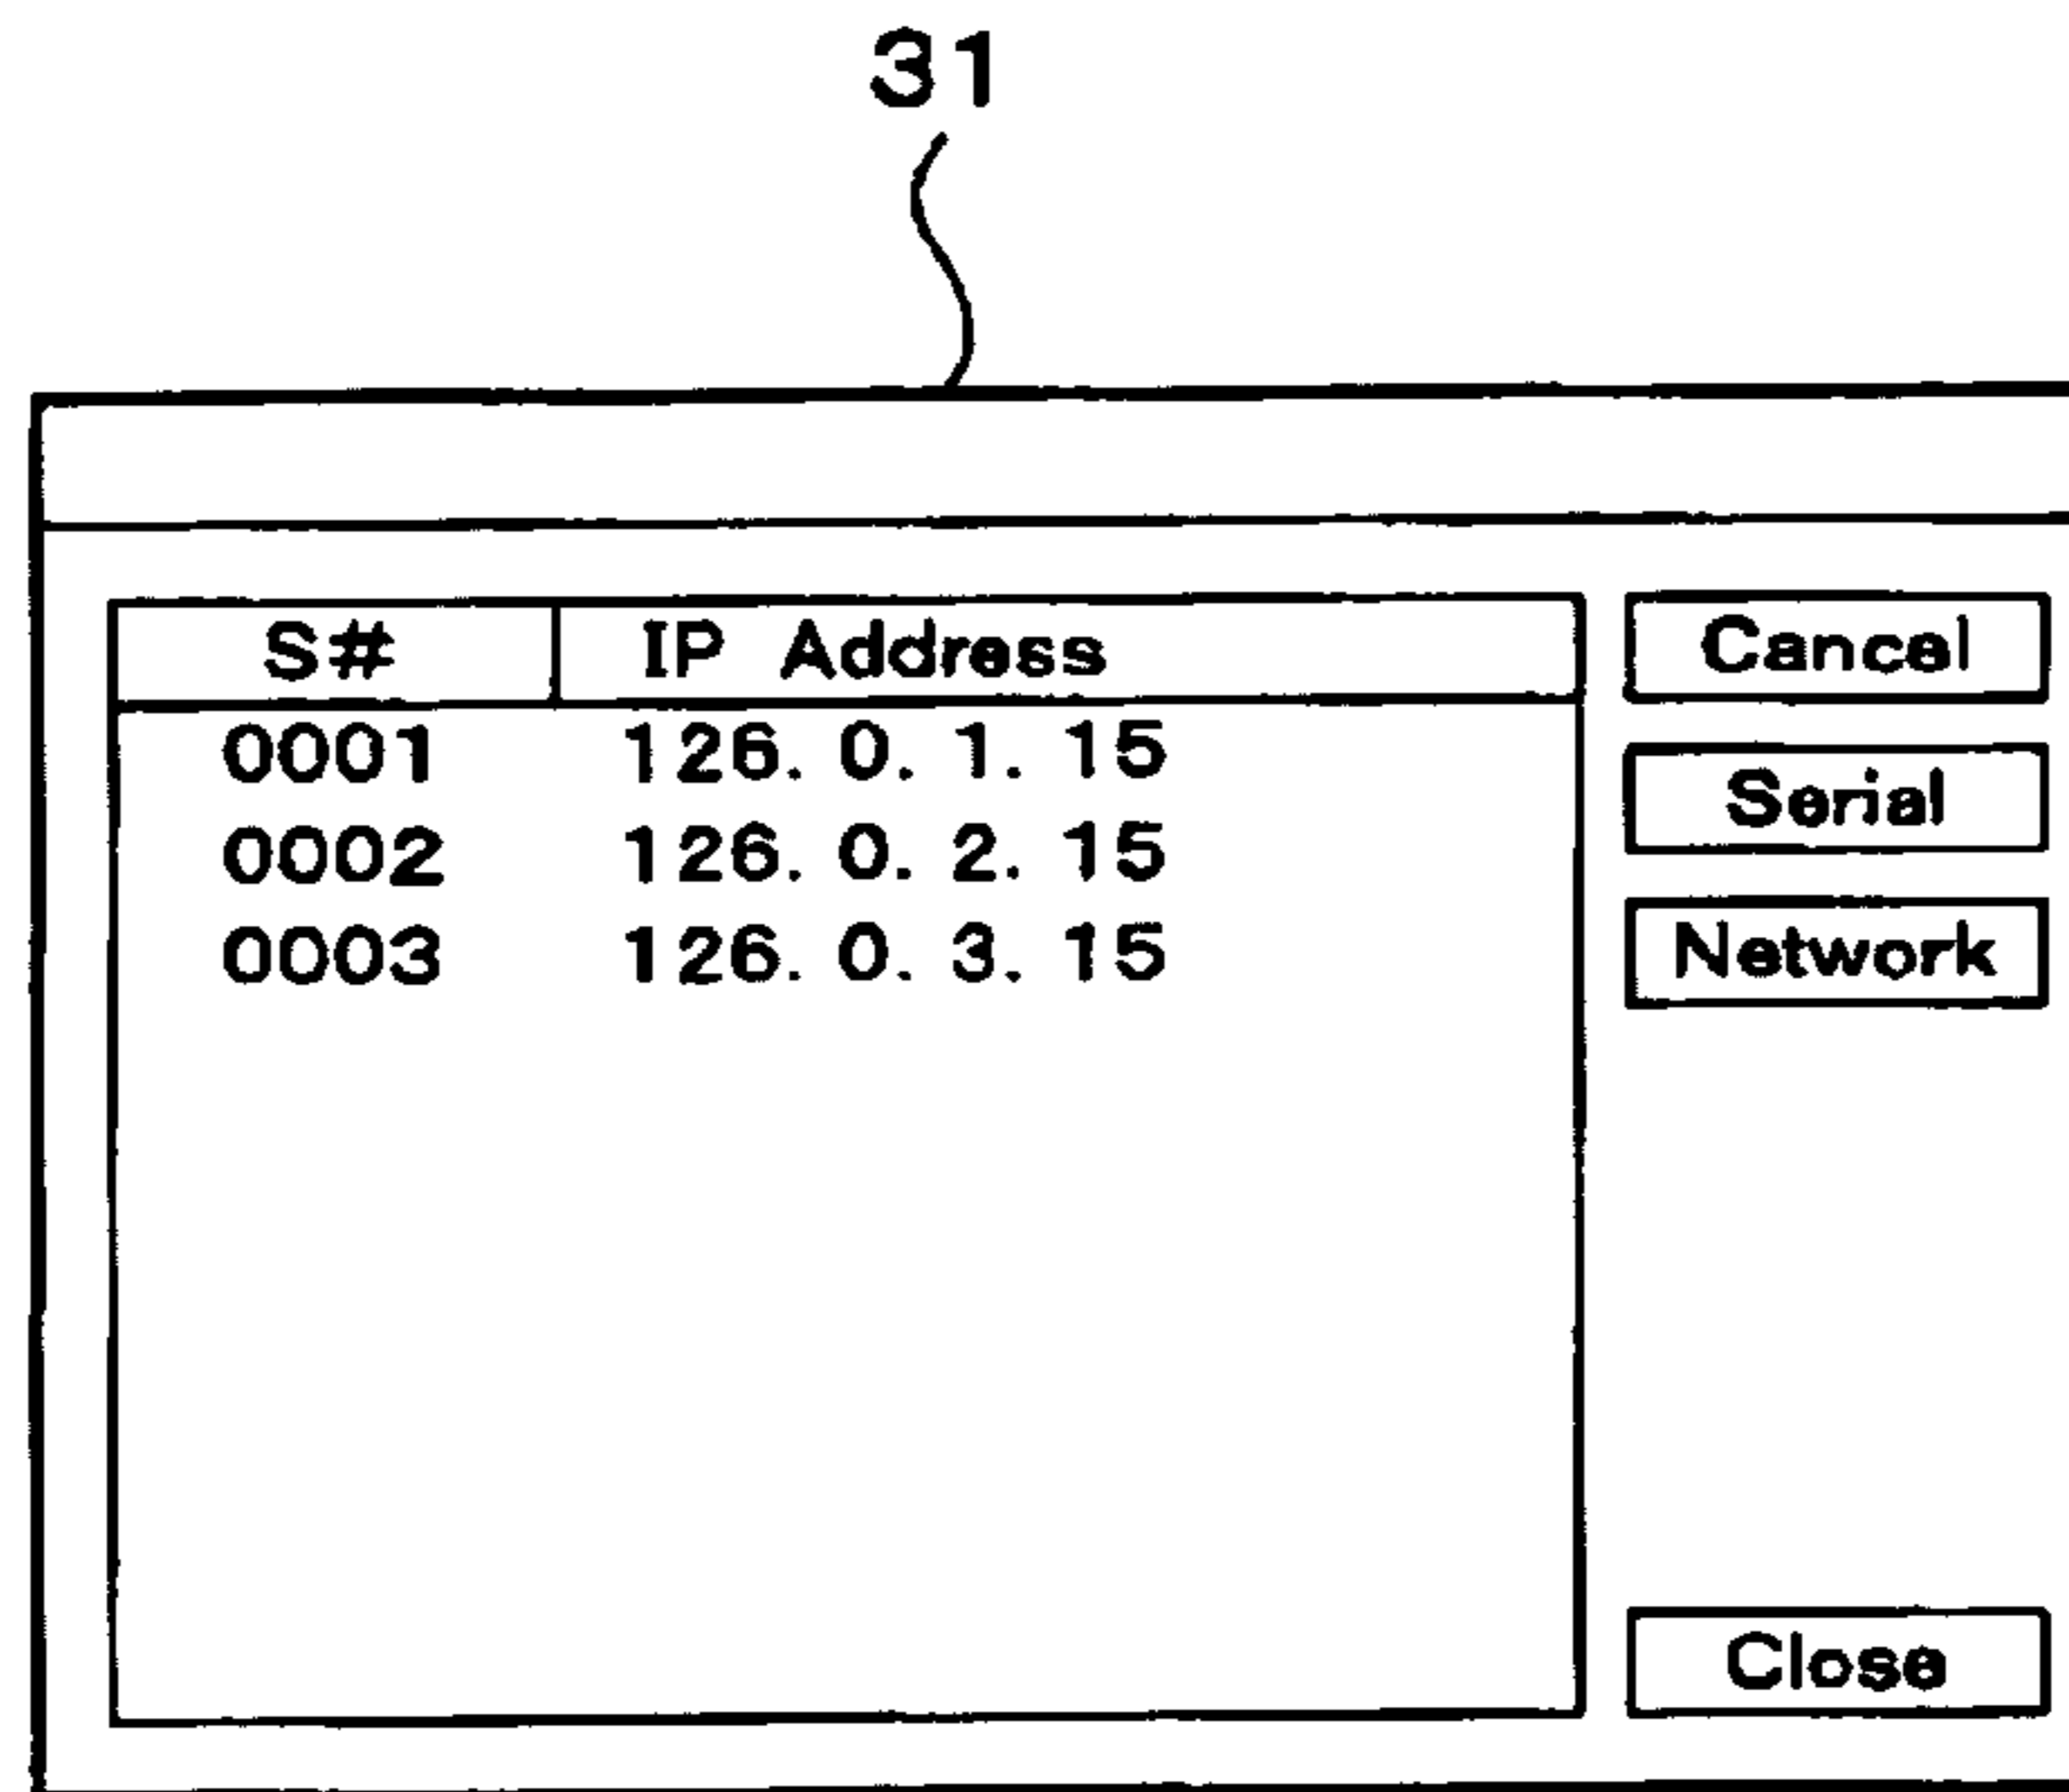 31
S# IP Address Cancel
0001 126. 0. 1. 15
Serial
0002 126. 0. 2. 15
0003 126. 0. 3. 15 Network
Close